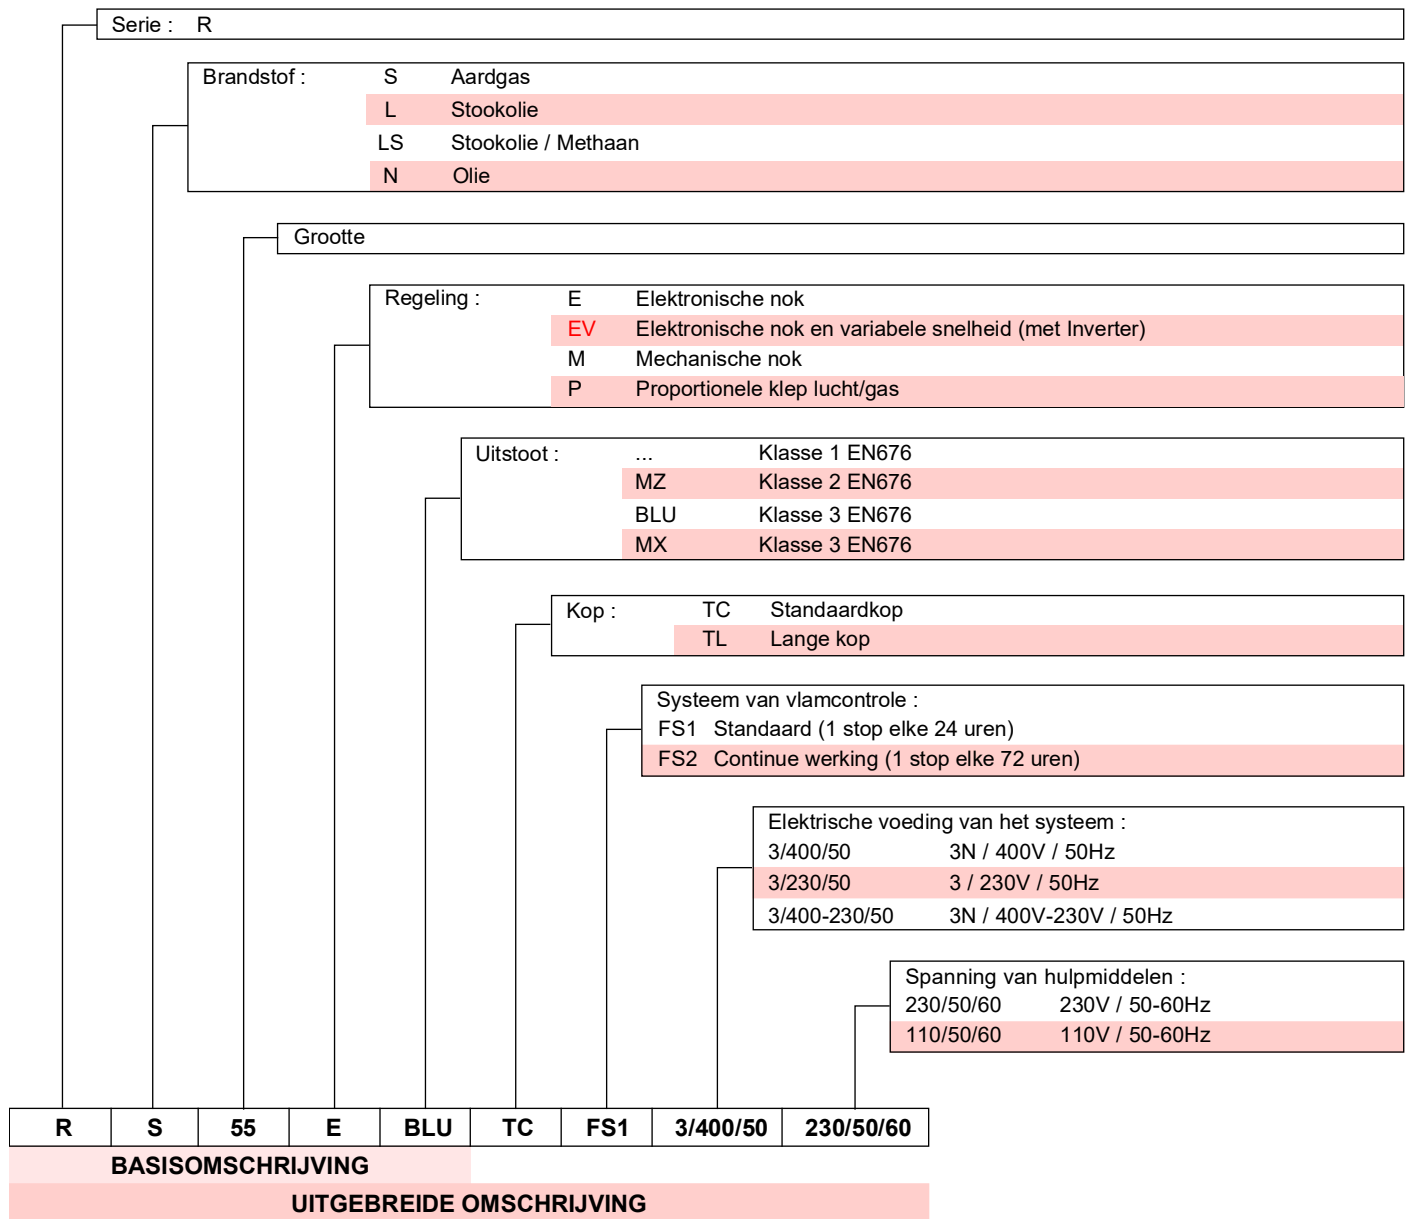 Serie : R
Brandstof : S Aardgas
L Stookolie
LS Stookolie / Methaan
N Olie
Grootte
Regeling : E Elektronische nok
EV Elektronische nok en variabele snelheid (met Inverter)
M Mechanische nok
P Proportionele klep lucht/gas
Uitstoot : ... Klasse 1 EN676
MZ Klasse 2 EN676
BLU Klasse 3 EN676
MX Klasse 3 EN676
Kop : TC Standaardkop
TL Lange kop
Systeem van vlamcontrole :
FS1 Standaard (1 stop elke 24 uren)
FS2 Continue werking (1 stop elke 72 uren)
Elektrische voeding van het systeem :
3/400/50 3N / 400V / 50Hz
3/230/50 3 / 230V / 50Hz
3/400-230/50 3N / 400V-230V / 50Hz
Spanning van hulpmiddelen :
230/50/60 230V / 50-60Hz
110/50/60 110V / 50-60Hz
R S 55 E BLU TC FS1 3/400/50 230/50/60
BASISOMSCHRIJVING
UITGEBREIDE OMSCHRIJVING